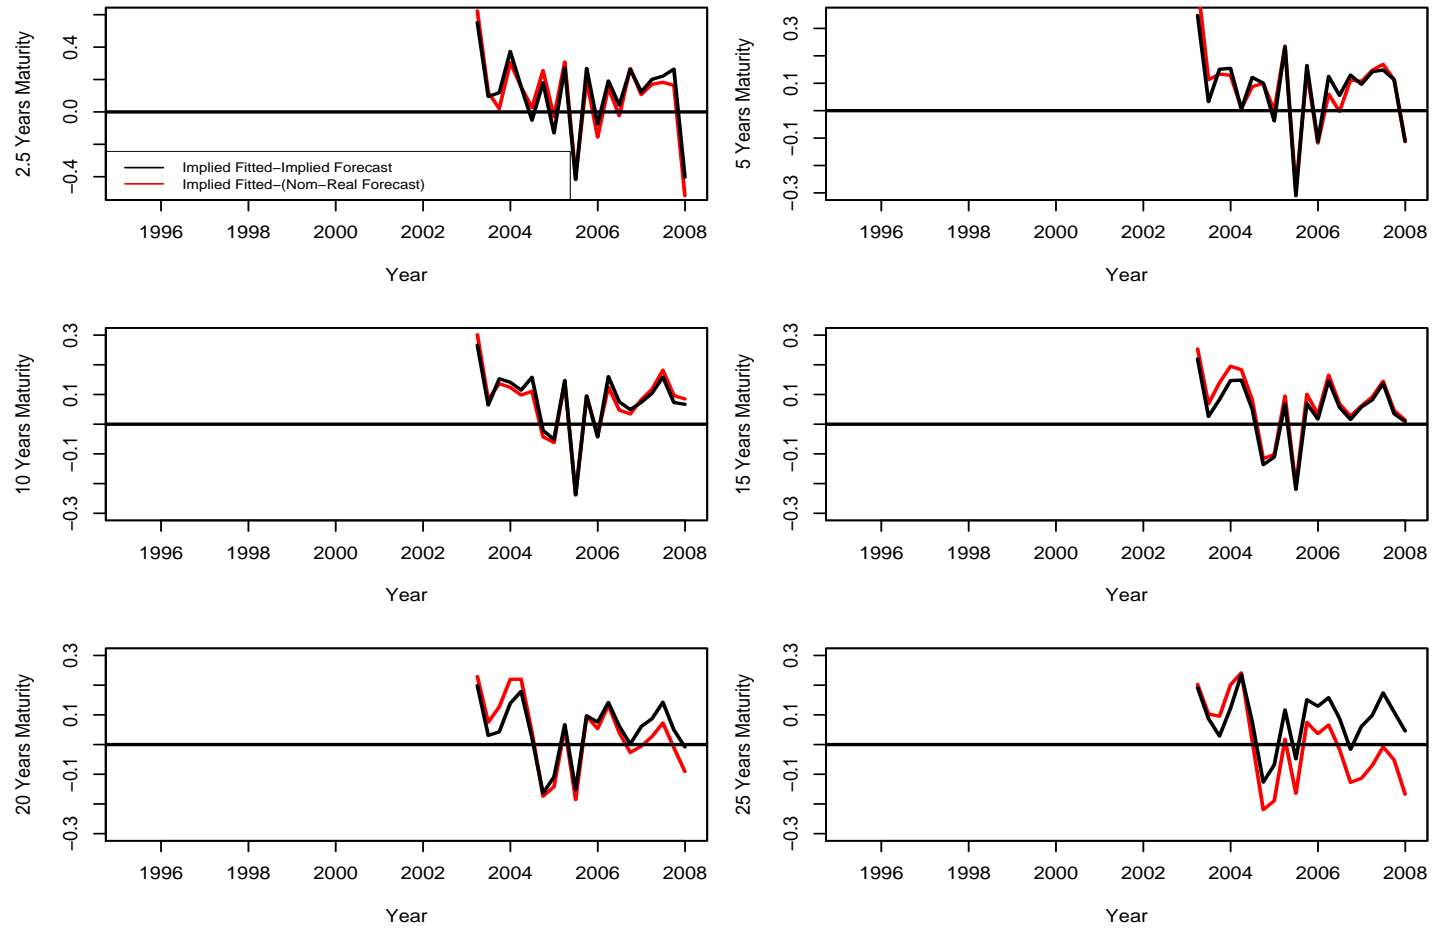 2.5 Years Maturity
0.4
0.0
−0.4
Implied Fitted−Implied Forecast
Implied Fitted−(Nom−Real Forecast)
1996 1998 2000 2002 2004 2006 2008
Year
5 Years Maturity
0.3
0.1
−0.1
−0.3
1996 1998 2000 2002 2004 2006 2008
Year
10 Years Maturity
0.3
0.1
−0.1
−0.3
1996 1998 2000 2002 2004 2006 2008
Year
15 Years Maturity
0.3
0.1
−0.1
−0.3
1996 1998 2000 2002 2004 2006 2008
Year
20 Years Maturity
0.3
0.1
−0.1
−0.3
1996 1998 2000 2002 2004 2006 2008
Year
25 Years Maturity
0.3
0.1
−0.1
−0.3
1996 1998 2000 2002 2004 2006 2008
Year